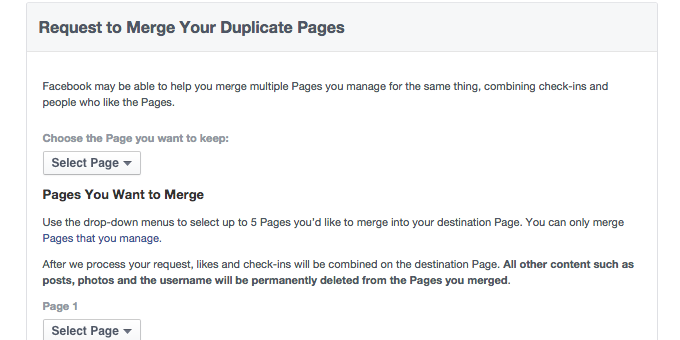 Request to Merge Your Duplicate Pages
Facebook may be able to help you merge multiple Pages you manage for the same thing, combining check-ins and
people who like the Pages.
Choose the Page you want to keep:
Select Page
Pages You Want to Merge
Use the drop-down menus to select up to 5 Pages you'd like to merge into your destination Page. You can only merge
Pages that you manage.
After we process your request, likes and check-ins will be combined on the destination Page. All other content such as
posts, photos and the username will be permanently deleted from the Pages you merged.
Page 1
Select Page